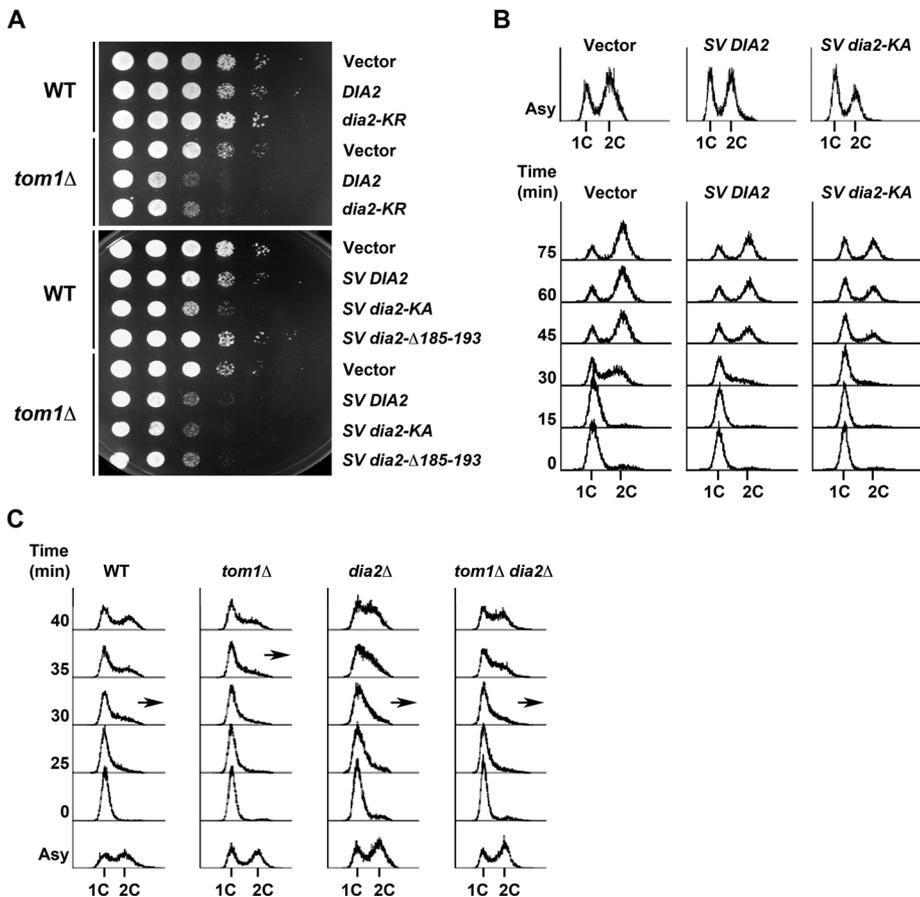 A
WT
Vector
DIA2
dia2-KR
tom1Δ
Vector
DIA2
dia2-KR
WT
Vector
SV DIA2
SV dia2-KA
SV dia2-Δ185-193
tom1Δ
Vector
SV DIA2
SV dia2-KA
SV dia2-Δ185-193
B
Vector SV DIA2 SV dia2-KA
Asy
1C 2C 1C 2C 1C 2C
Time
(min) Vector SV DIA2 SV dia2-KA
75
60
45
30
15
0
1C 2C 1C 2C 1C 2C
C
Time
(min) WT tom1Δ dia2Δ tom1Δ dia2Δ
40
35
30
25
0
Asy
1C 2C 1C 2C 1C 2C 1C 2C